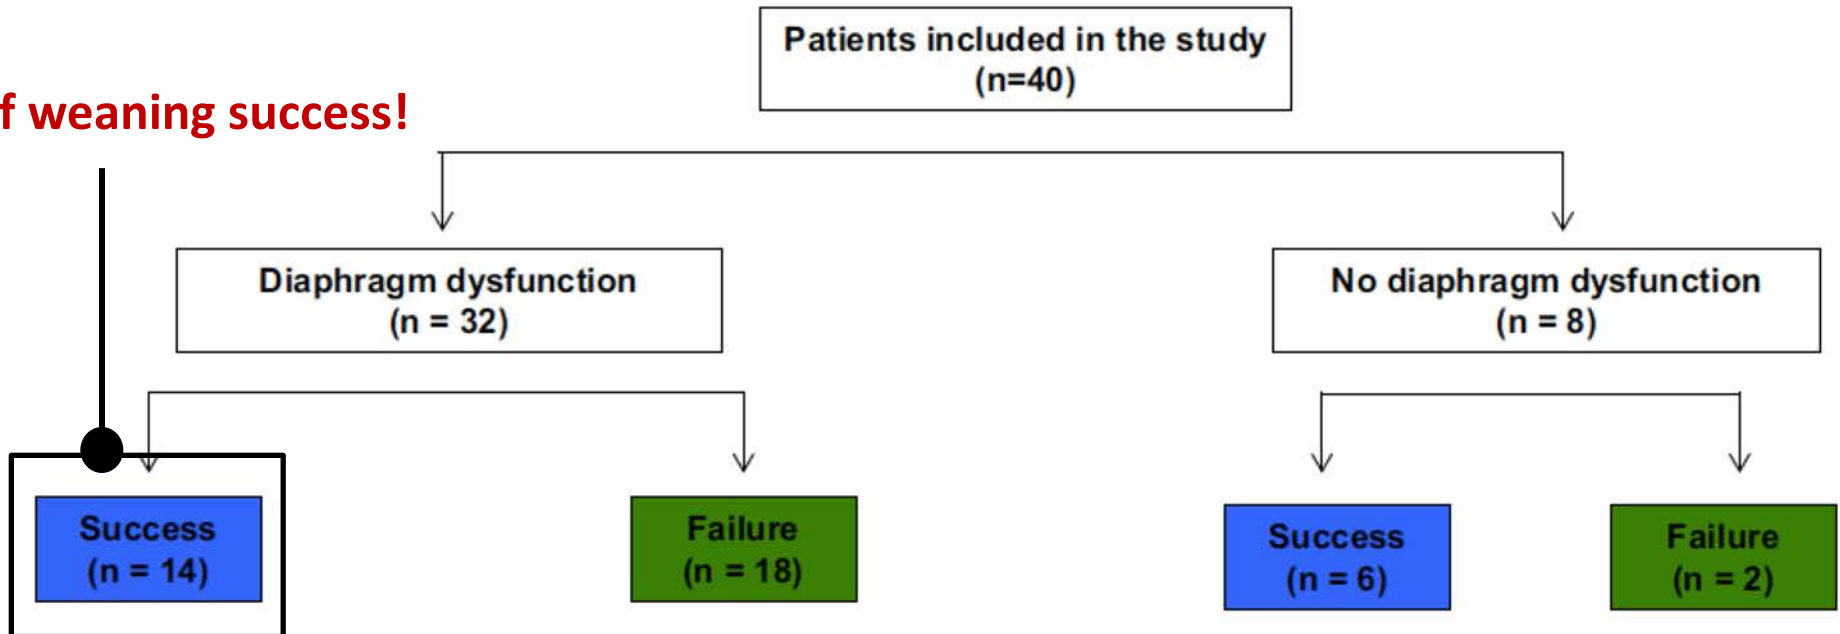 Patients included in the study
(n=40)
f weaning success!
Diaphragm dysfunction
(n = 32)
No diaphragm dysfunction
(n = 8)
Success
(n = 14)
Failure
(n = 18)
Success
(n = 6)
Failure
(n = 2)